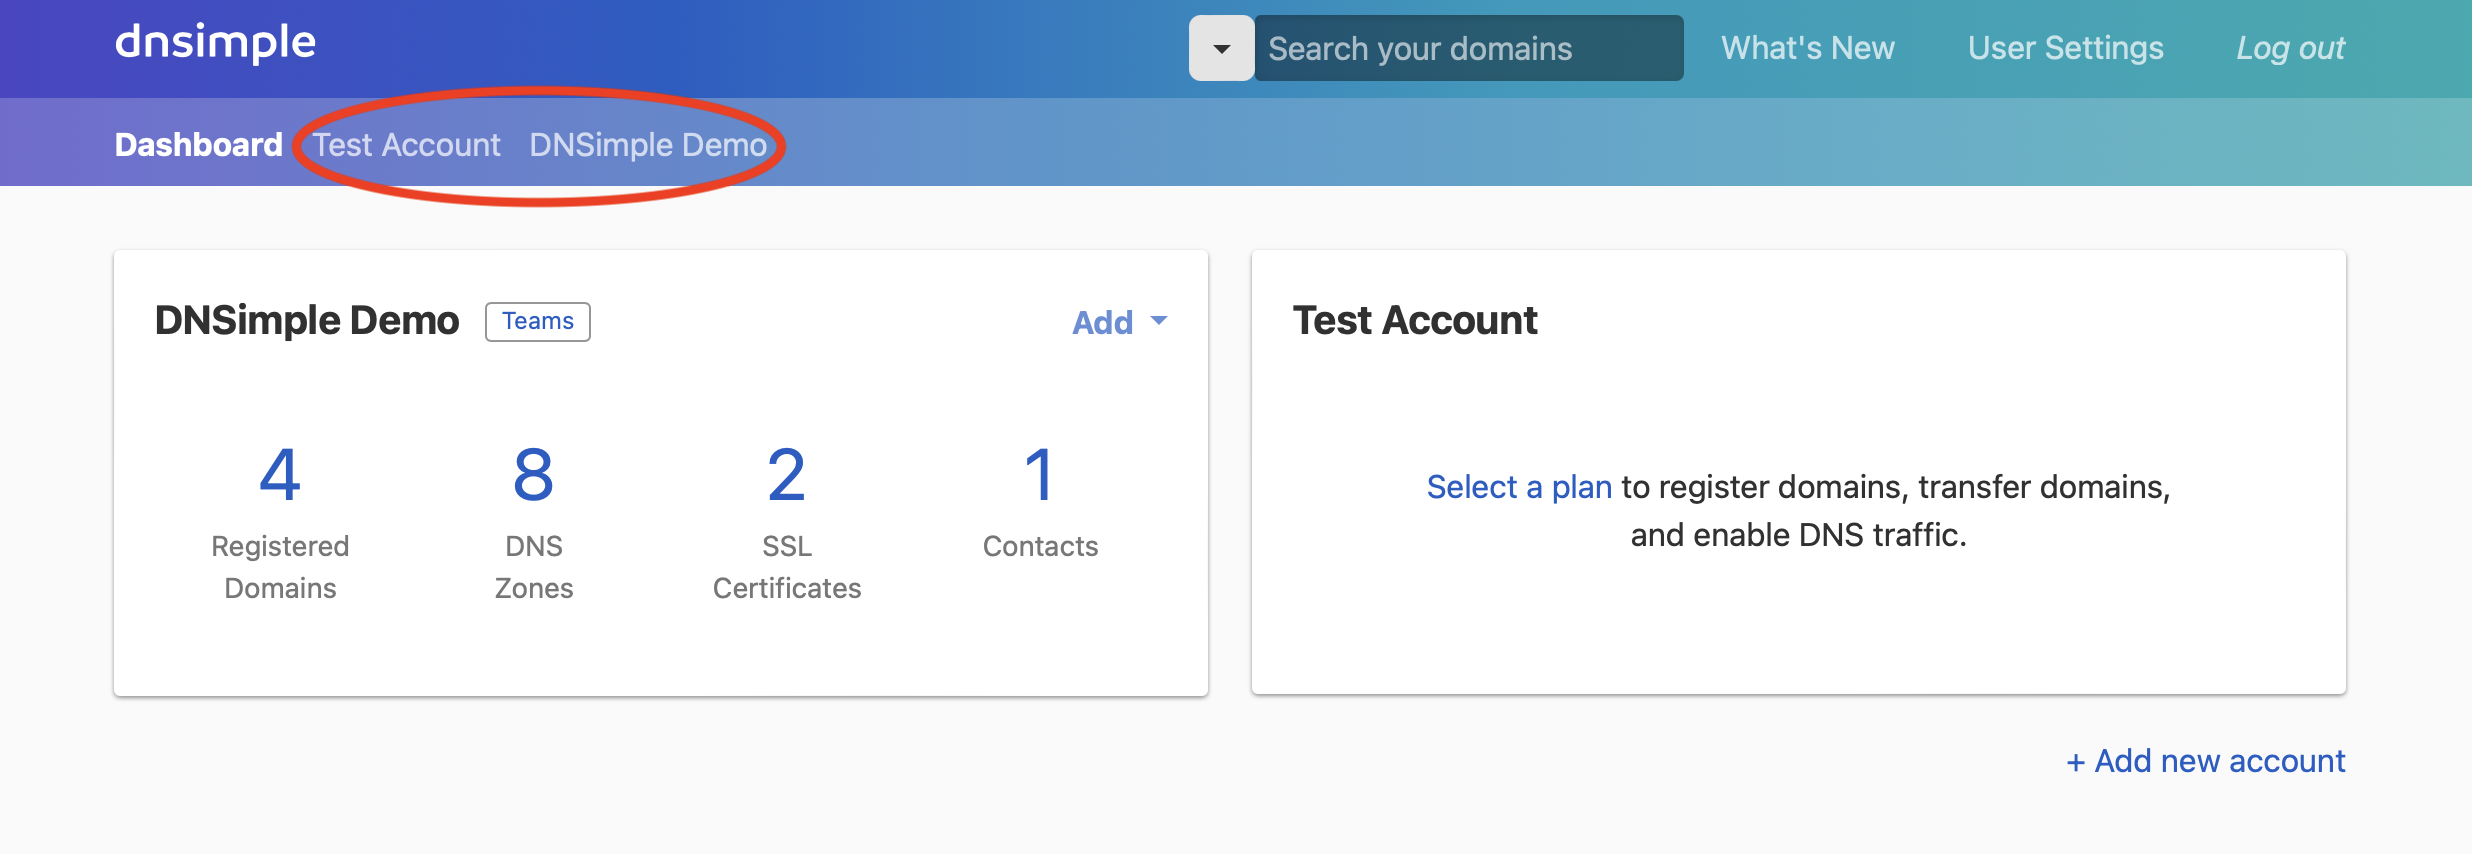 dnsimple
Search your domains
What's New
User Settings
Log out
Dashboard
Test Account
DNSimple Demo
DNSimple Demo
Teams
Add
4
Registered
Domains
8
DNS
Zones
2
SSL
Certificates
1
Contacts
Test Account
Select a plan to register domains, transfer domains,
and enable DNS traffic.
+ Add new account